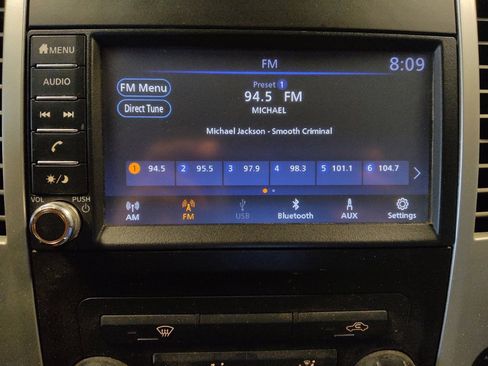 MENU
AUDIO
VOL
PUSH
FM
8:09
FM Menu
Direct Tune
Preset 1
94.5 FM
MICHAEL
Michael Jackson - Smooth Criminal
1 94.5 2 95.5 3 97.9 4 98.3 5 101.1 6 104.7
AM FM USB Bluetooth AUX Settings